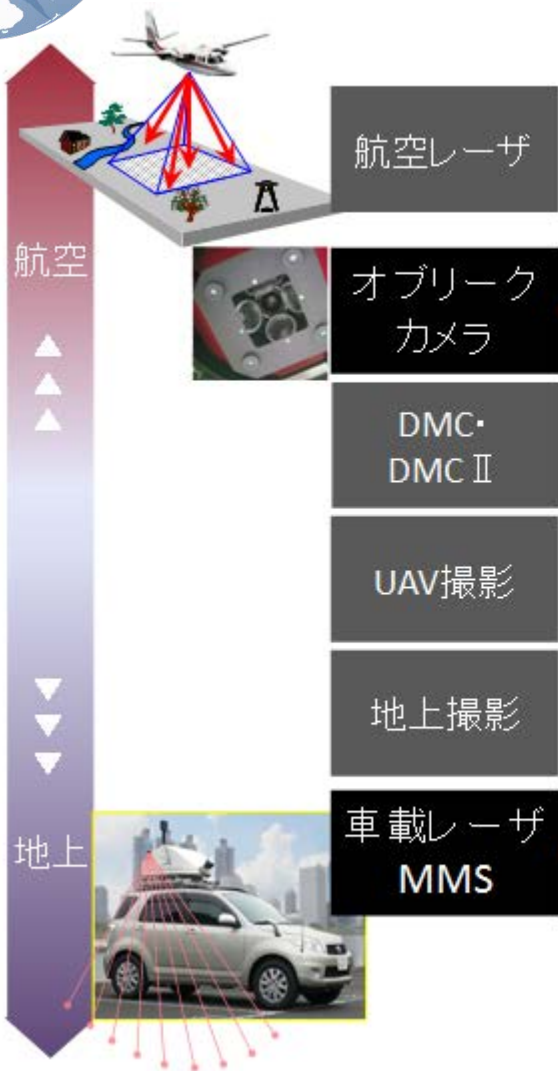 航空レーザ
航空
オブリーク
カメラ
DMC・
DMCⅡ
UAV撮影
地上撮影
地上
車載レーザ
MMS